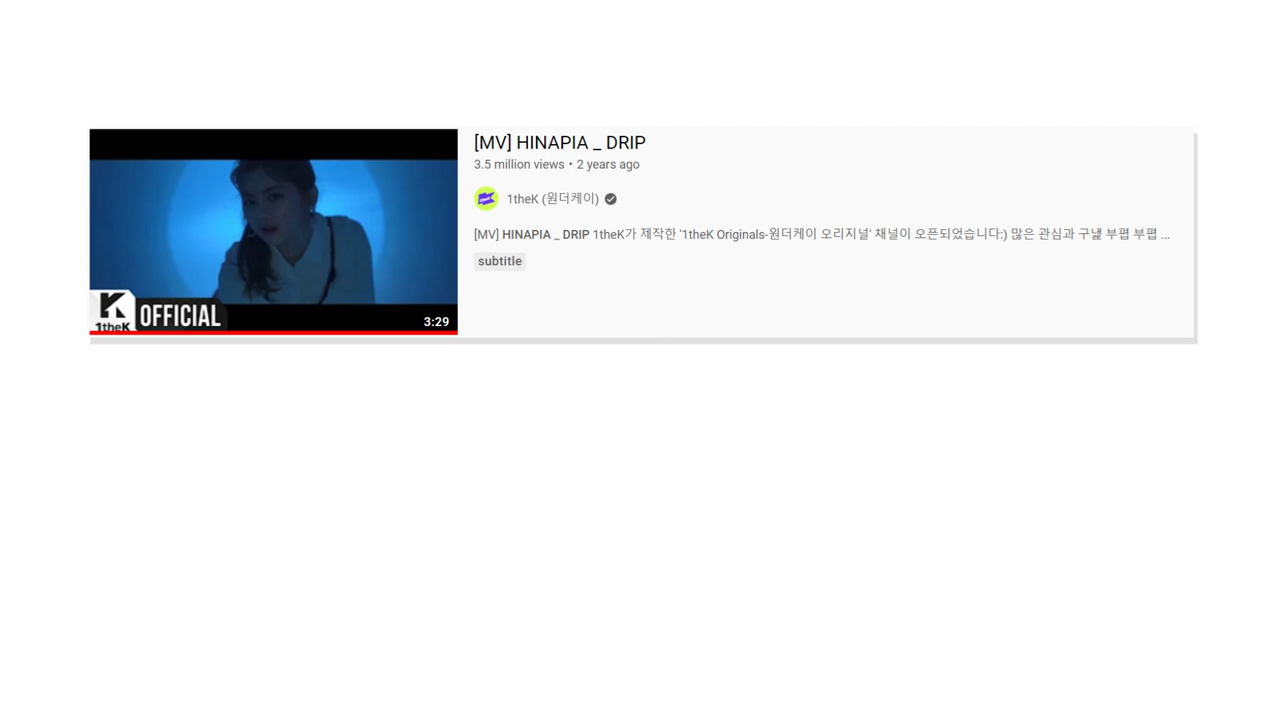 [MV] HINAPIA _ DRIP
3.5 million views • 2 years ago
1theK (원더케이)
[MV] HINAPIA _ DRIP 1theK가 제작한 '1theK Originals-원더케이 오리지널' 채널이 오픈되었습니다:) 많은 관심과 구냹 부폅 부폅 ...
subtitle
K
1theK
OFFICIAL
3:29